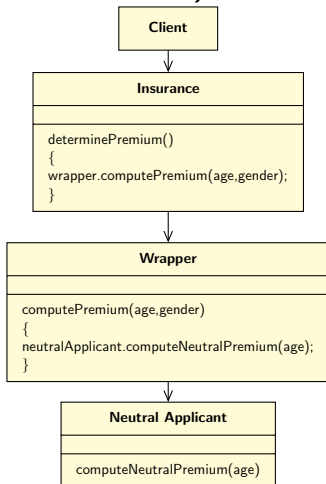 Client
Insurance
determinePremium()
{
wrapper.computePremium(age,gender);
}
Wrapper
computePremium(age,gender)
{
neutralApplicant.computeNeutralPremium(age);
}
Neutral Applicant
computeNeutralPremium(age)